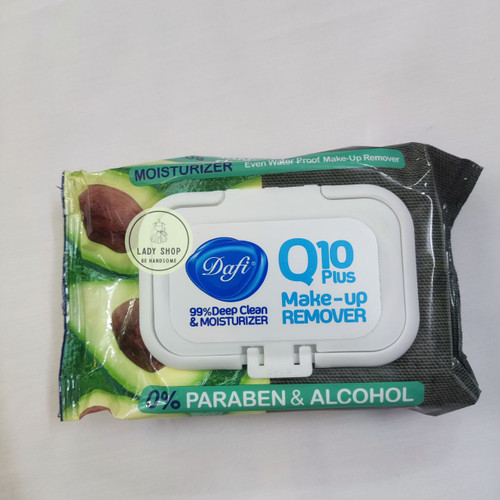 MOISTURIZER
Even Water Proof Make-Up Remover
LADY SHOP
BE HANDSOME
Dafi®
99% Deep Clean
& MOISTURIZER
Q10
Plus
Make-up
REMOVER
0% PARABEN & ALCOHOL